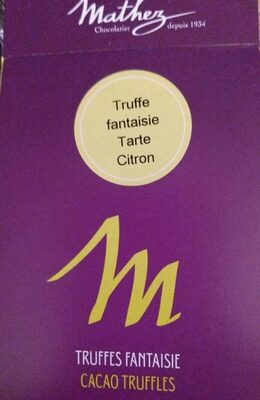 Mathez
Chocolatier depuis 1934
Truffe
fantaisie
Tarte
Citron
M
TRUFFES FANTAISIE
CACAO TRUFFLES